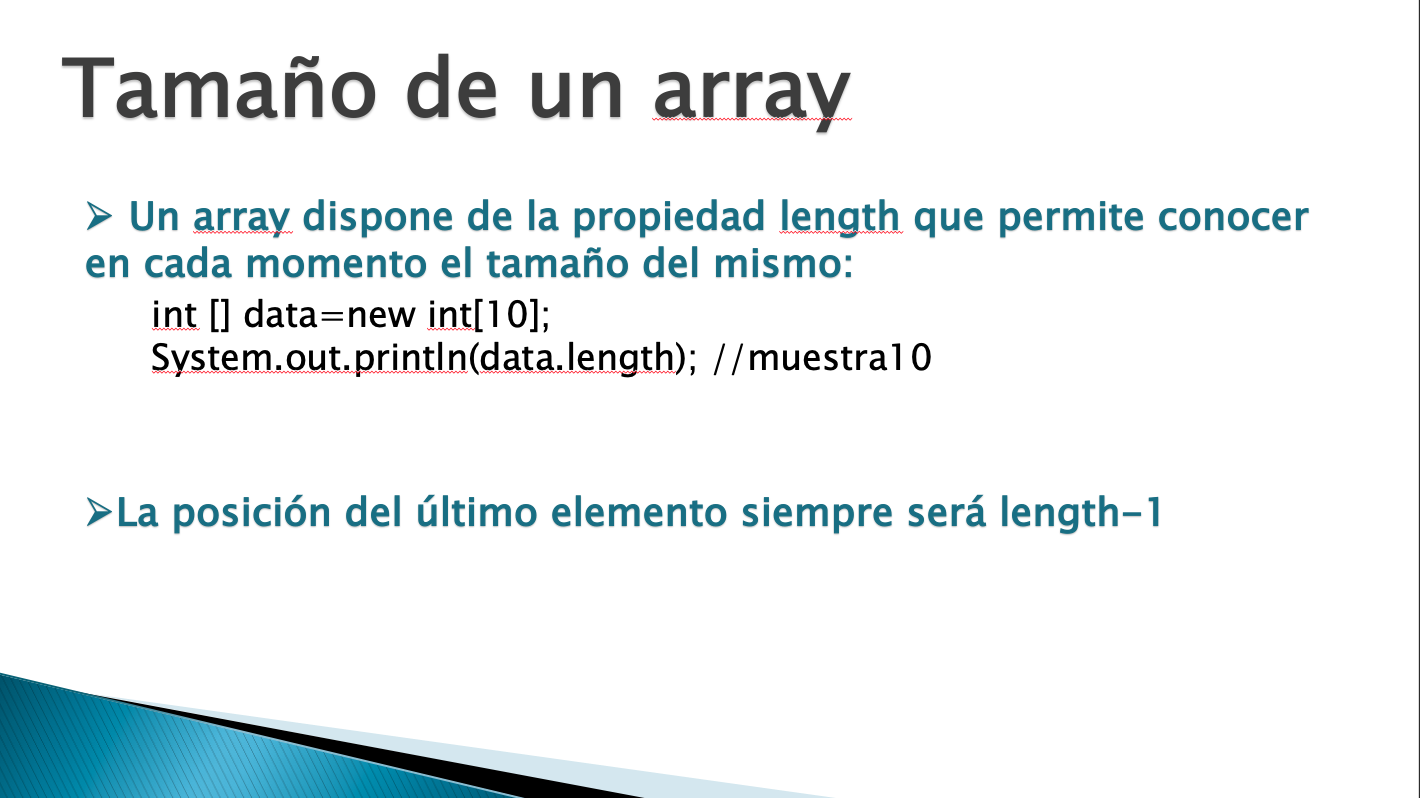 Tamaño de un array
➢ Un array dispone de la propiedad length que permite conocer
en cada momento el tamaño del mismo:
int [] data=new int[10];
System.out.println(data.length); //muestra10
➢La posición del último elemento siempre será length-1